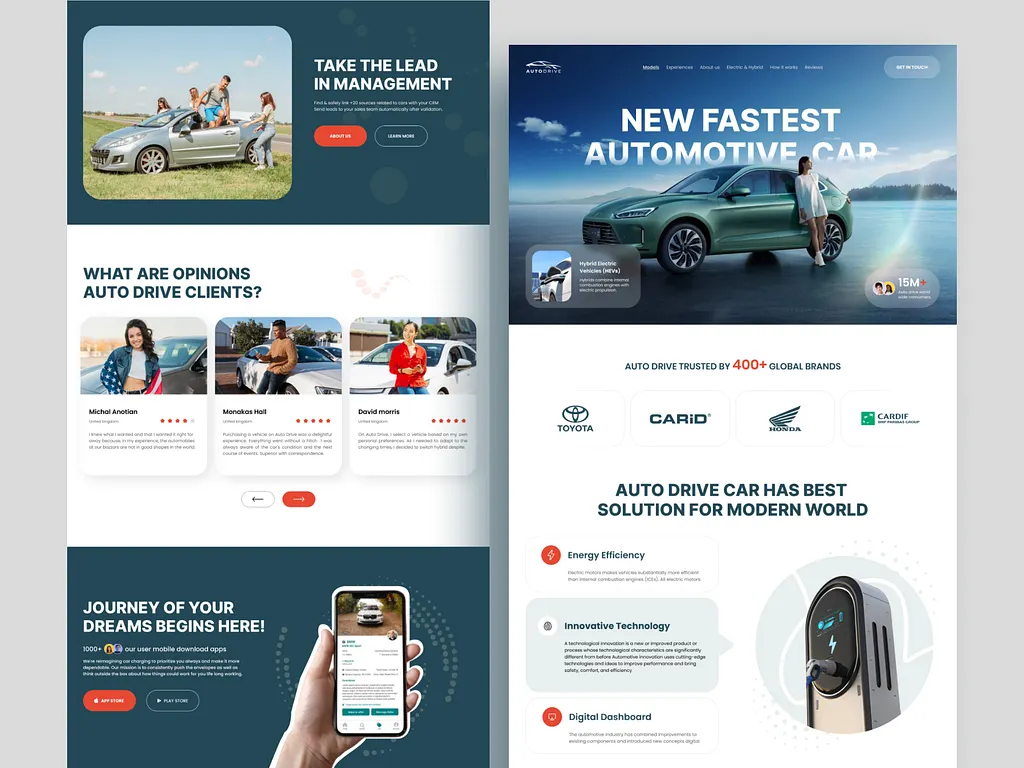 TAKE THE LEAD
IN MANAGEMENT
Find & safely link +20 sources related to cars with your CRM
Send leads to your sales team automatically after validation.
ABOUT US
LEARN MORE
WHAT ARE OPINIONS
AUTO DRIVE CLIENTS?
Michal Anotian
United kingdom
I knew what I wanted and that I wanted it right for
away because, in my experience, the automobiles
at our bazars are not in good shapes in the world.
Monakas Hall
United kingdom
Purchasing a vehicle on Auto Drive was a delightful
experience. Everything went without a hitch. I was
always aware of the car's condition and the next
course of events. Superior with correspondence.
David morris
United kingdom
On Auto Drive, I select a vehicle based on my own
personal preferences. As I needed to adapt to the
changing times, I decided to switch hybrid despite.
JOURNEY OF YOUR
DREAMS BEGINS HERE!
1000+ our user mobile download apps
We're reimagining car charging to prioritize you always and make it more
dependable. Our mission is to consistently push the envelopes as well as
think outside the box about how things could work for you life long working.
APP STORE
PLAY STORE
AUTODRIVE
Models
Experiences
About us
Electric & Hybrid
How it works
Reviews
GET IN TOUCH
NEW FASTEST
AUTOMOTIVE CAR
Hybrid Electric
Vehicles (HEVs)
Hybrids combine internal
combustion engines with
electric propulsion
15M+
Auto drive world
wide consumers.
AUTO DRIVE TRUSTED BY 400+ GLOBAL BRANDS
TOYOTA
CARiD
HONDA
CARDIF
BNP PARIBAS GROUP
AUTO DRIVE CAR HAS BEST
SOLUTION FOR MODERN WORLD
Energy Efficiency
Electric motors makes vehicles substantially more efficient
than internal combustion engines (ICEs). All electric motors
Innovative Technology
A technological innovation is a new or improved product or
process whose technological characteristics are significantly
different from before Automotive innovation uses cutting-edge
technologies and ideas to improve performance and bring
safety, comfort, and efficiency
Digital Dashboard
The automotive industry has combined improvements to
existing components and introduced new concepts digital